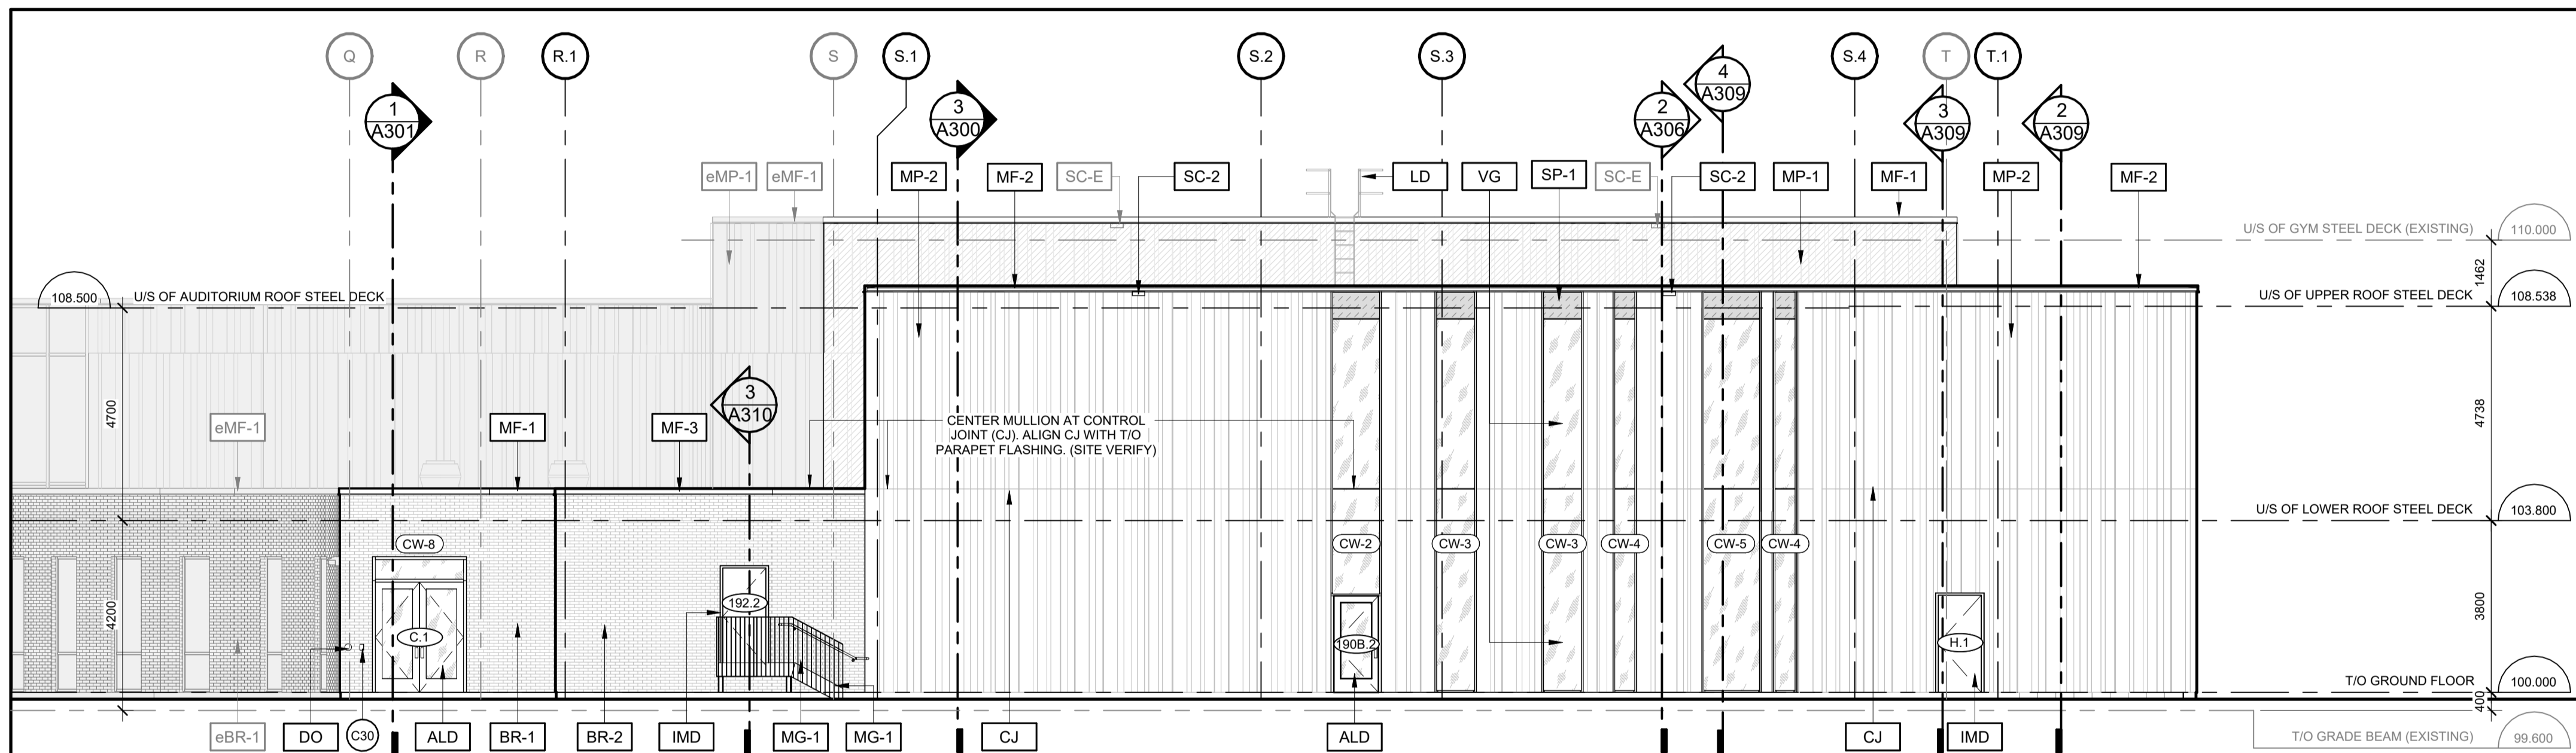 Q
R
R.1
S
S.1
S.2
S.3
S.4
T
T.1
1
A301
3
A300
2
A306
4
A309
3
A309
2
A309
eMP-1
eMF-1
MP-2
MF-2
SC-E
SC-2
LD
VG
SP-1
SC-E
SC-2
MP-1
MF-1
MP-2
MF-2
U/S OF GYM STEEL DECK (EXISTING)
110.000
1462
108.500
U/S OF AUDITORIUM ROOF STEEL DECK
U/S OF UPPER ROOF STEEL DECK
108.538
3
A310
4700
eMF-1
MF-1
MF-3
CENTER MULLION AT CONTROL
JOINT (CJ). ALIGN CJ WITH T/O
PARAPET FLASHING. (SITE VERIFY)
4738
U/S OF LOWER ROOF STEEL DECK
103.800
CW-8
CW-2
CW-3
CW-3
CW-4
CW-5
CW-4
4200
192.2
C.1
190B.2
H.1
3800
T/O GROUND FLOOR
100.000
400
eBR-1
DO
C30
ALD
BR-1
BR-2
IMD
MG-1
MG-1
CJ
ALD
CJ
IMD
T/O GRADE BEAM (EXISTING)
99.600